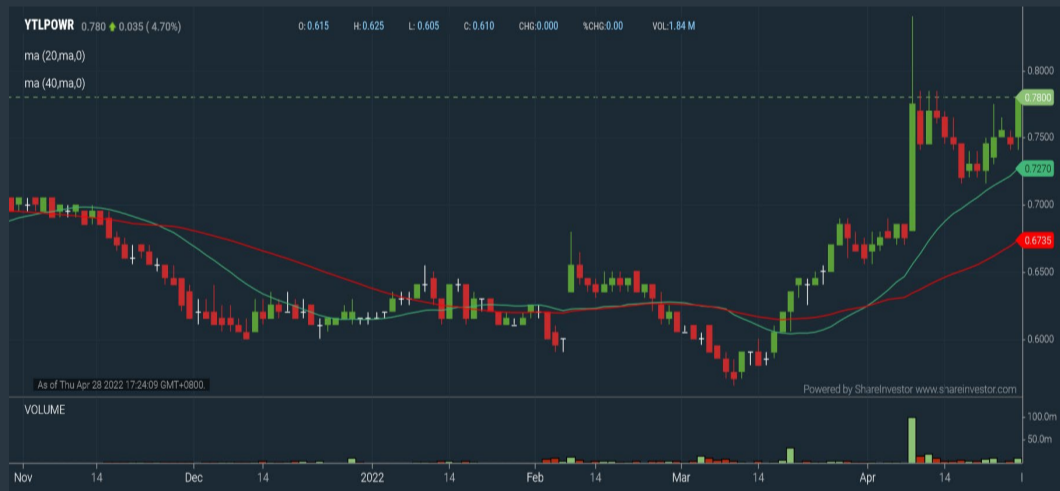 YTLPOWR 0.780 0.035 ( 4.70%) O: 0.615 H: 0.625 L: 0.605 C: 0.610 CHG:0.000 %CHG:0.00 VOL:1.84 M
ma (20,ma,0)
ma (40,ma,0)
0.8000
0.7800
0.7500
0.7270
0.7000
0.6735
0.6500
0.6000
As of Thu Apr 28 2022 17:24:09 GMT+0800.
Powered by ShareInvestor www.shareinvestor.com
VOLUME
100.0m
50.0m
Nov 14 Dec 14 2022 14 Feb 14 Mar 14 Apr 14